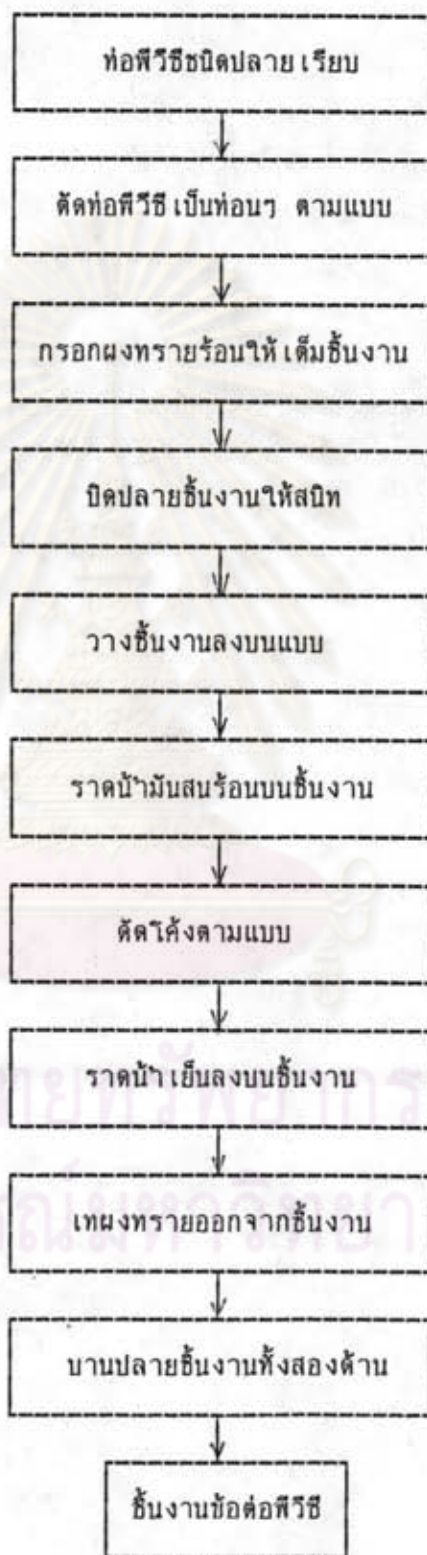 ท่อพีวีซีชนิดปลายเรียบ
ตัดท่อพีวีซีเป็นท่อนๆ ตามแบบ
กรอกผงทรายร้อนให้เต็มชิ้นงาน
ปิดปลายชิ้นงานให้สนิท
วางชิ้นงานลงบนแบบ
ราดน้ำมันสนร้อนบนชิ้นงาน
ดัดโค้งตามแบบ
ราดน้ำเย็นลงบนชิ้นงาน
เทผงทรายออกจากชิ้นงาน
บานปลายชิ้นงานทั้งสองด้าน
ชิ้นงานข้อต่อพีวีซี